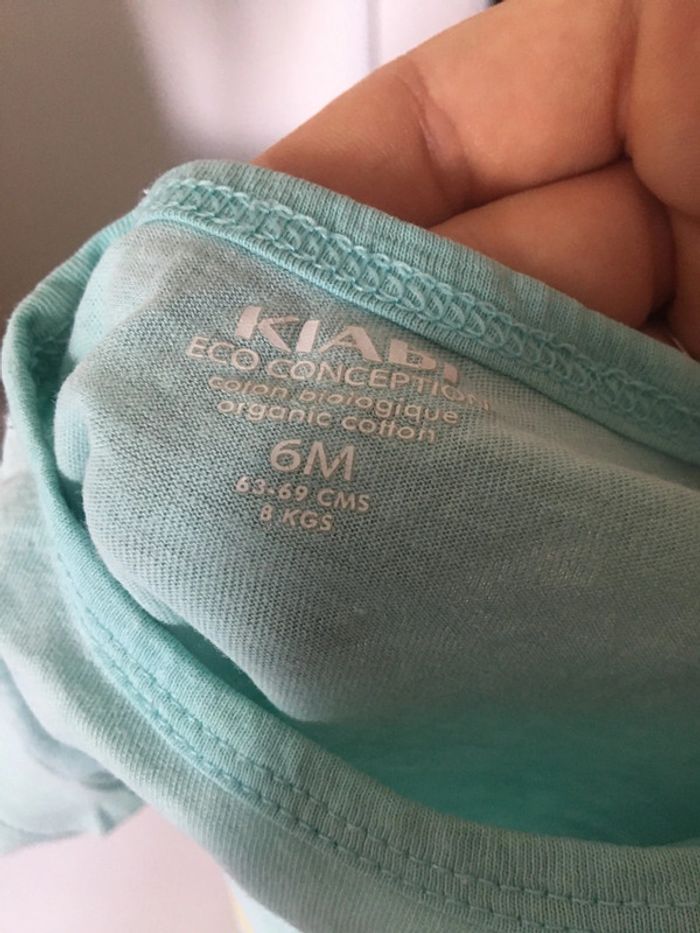 KIABI
ECO CONCEPTION
coton biologique
organic cotton
6M
63-69 CMS
8 KGS